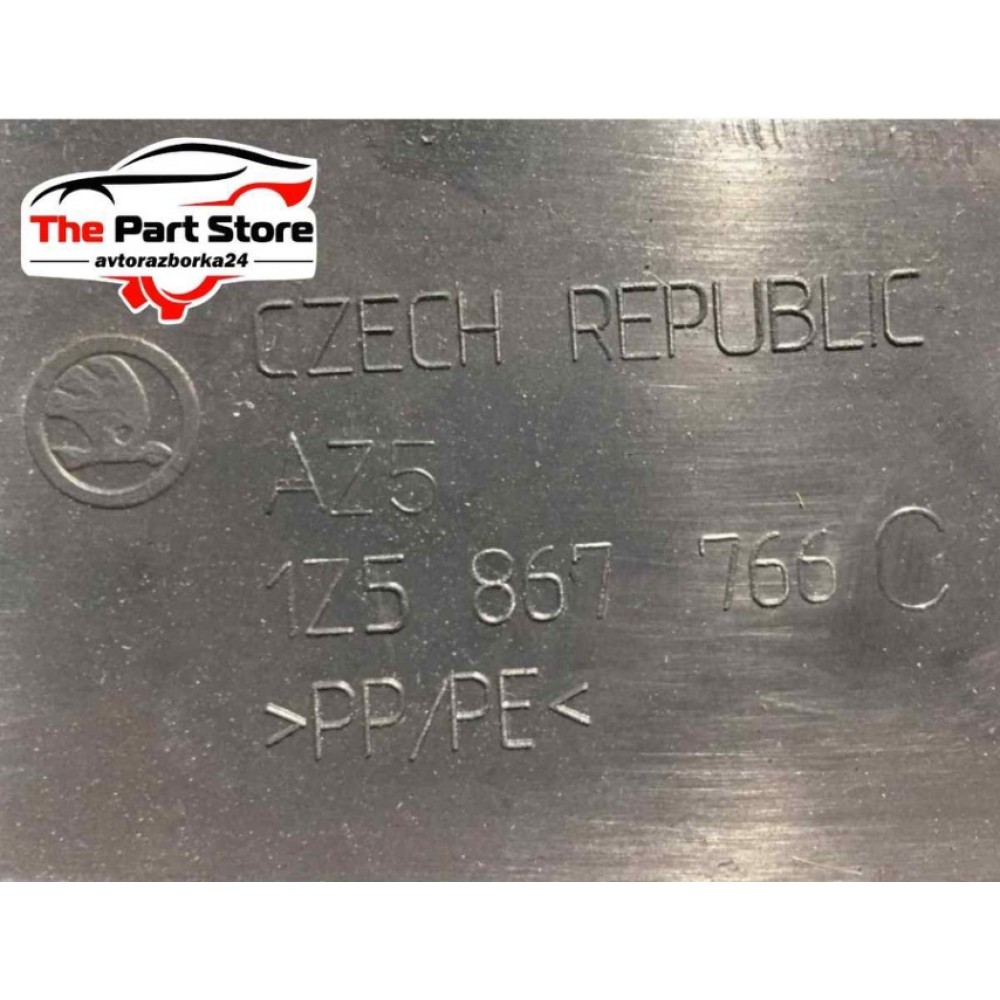 The Part Store
avtorazborka24
CZECH REPUBLIC
AZ5
1Z5 867 766 C
>PP/PE<